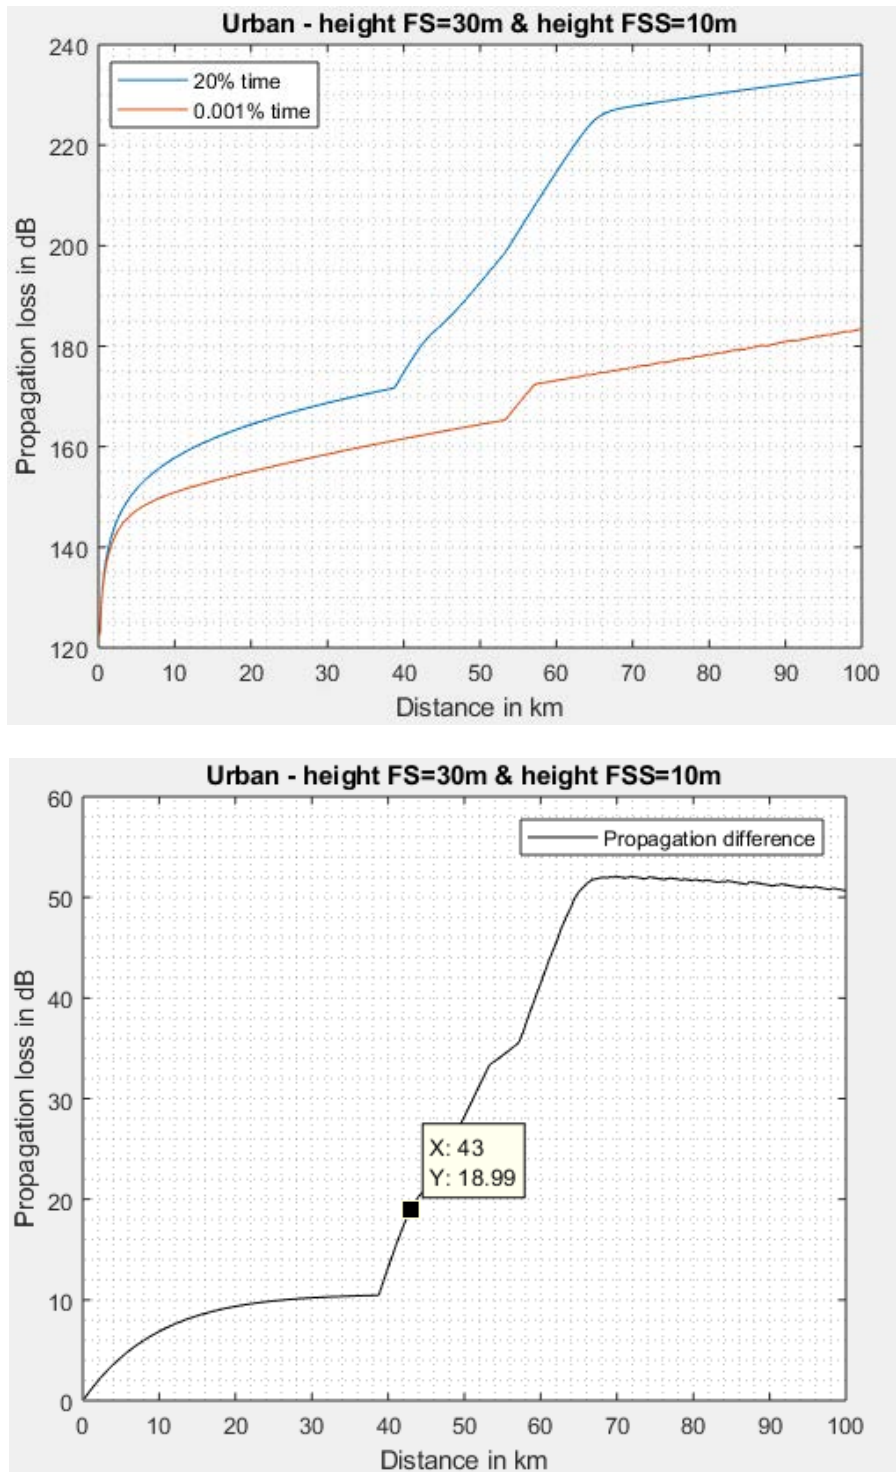 Urban - height FS=30m & height FSS=10m
240
220
200
180
160
140
120
Propagation loss in dB
20% time
0.001% time
0 10 20 30 40 50 60 70 80 90 100
Distance in km
Urban - height FS=30m & height FSS=10m
60
50
40
30
20
10
0
Propagation loss in dB
Propagation difference
X: 43
Y: 18.99
0 10 20 30 40 50 60 70 80 90 100
Distance in km